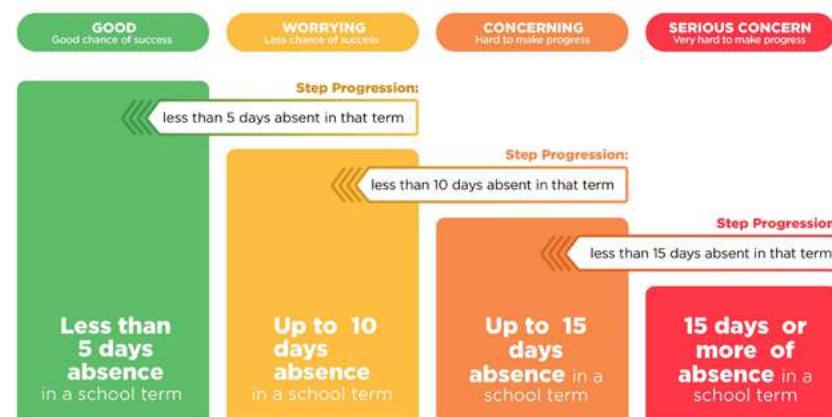 GOOD
Good chance of success
WORRYING
Less chance of success
CONCERNING
Hard to make progress
SERIOUS CONCERN
Very hard to make progress
Step Progression:
less than 5 days absent in that term
Step Progression:
less than 10 days absent in that term
Step Progression
less than 15 days absent in that term
Less than
5 days
absence
in a school term
Up to 10
days
absence
in a school term
Up to 15
days
absence in a
school term
15 days or
more of
absence in a
school term